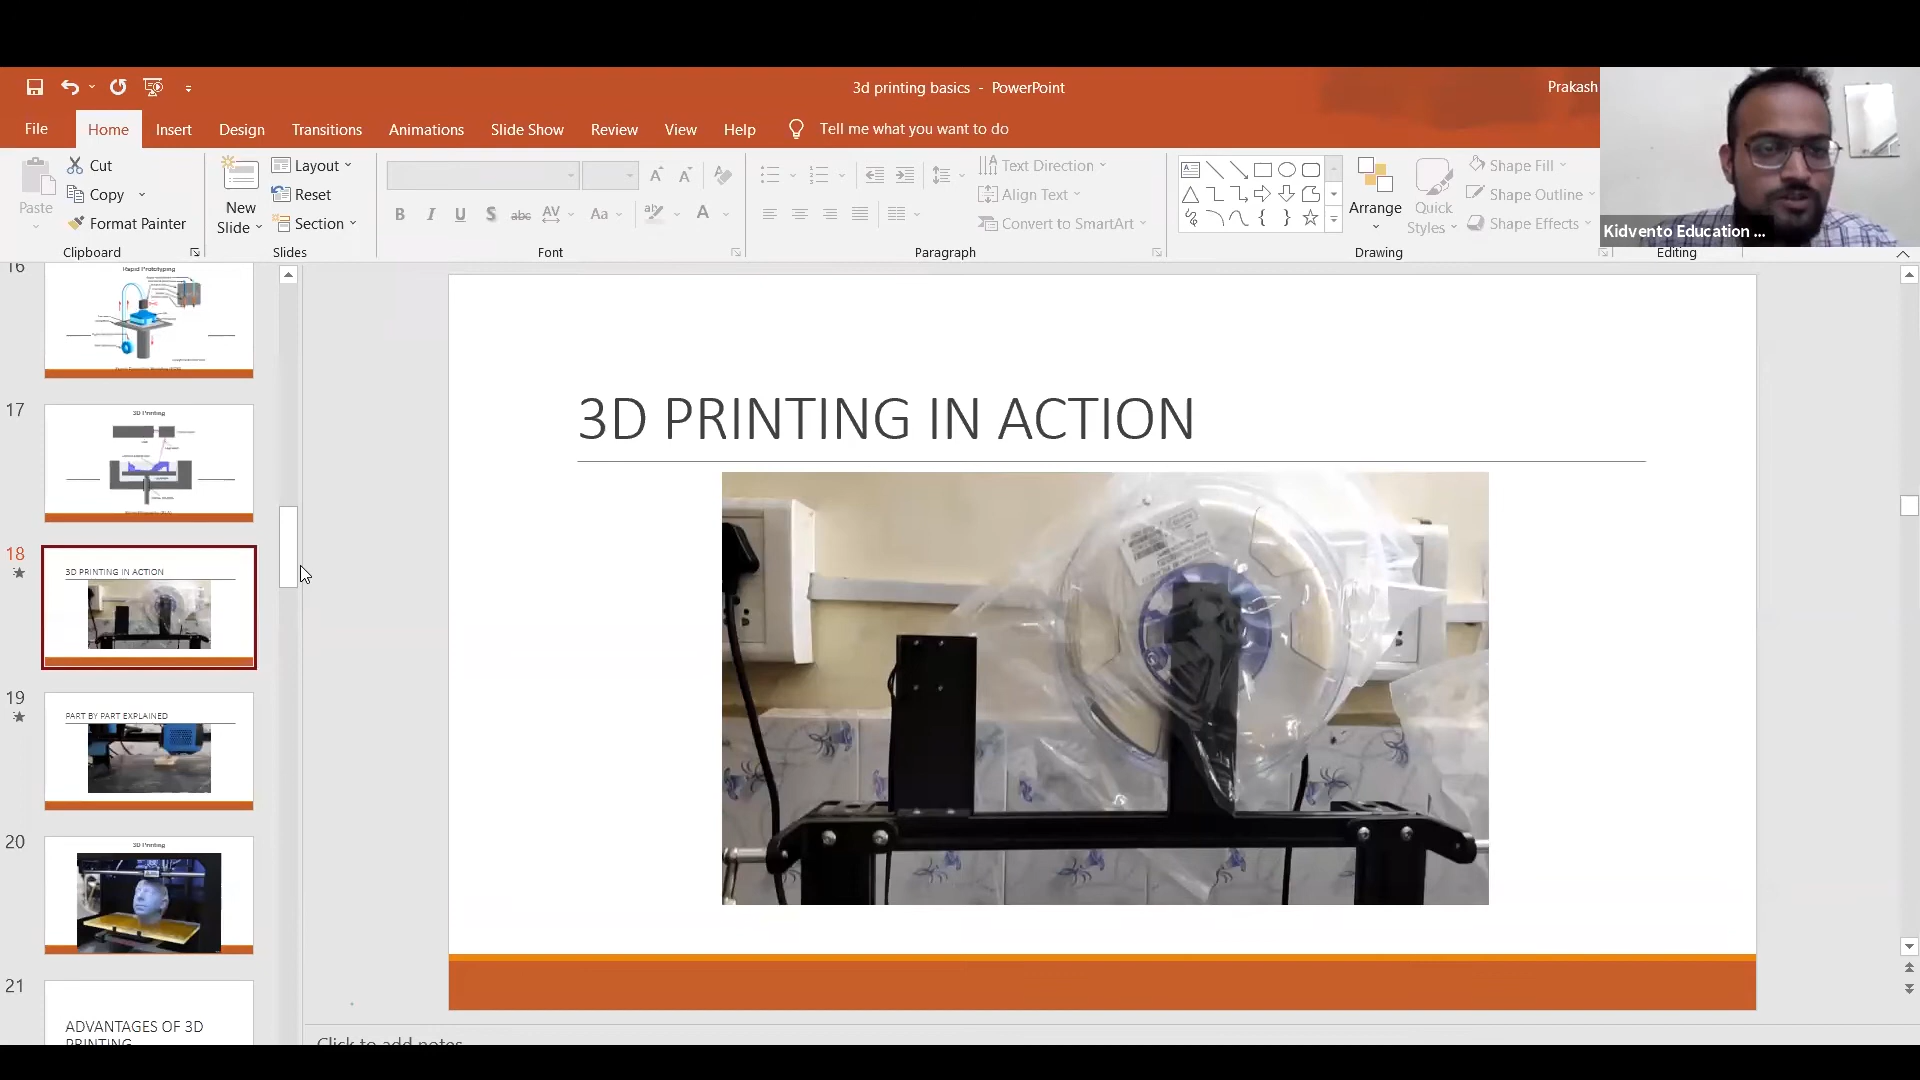 3d printing basics - PowerPoint
Prakash
File Home Insert Design Transitions Animations Slide Show Review View Help Tell me what you want to do
Paste
Cut
Copy
Format Painter
Clipboard
New Slide
Layout
Reset
Section
Slides
B I U S abc AV Aa A
Font
Text Direction
Align Text
Convert to SmartArt
Paragraph
Arrange
Quick Styles
Shape Fill
Shape Outline
Shape Effects
Drawing
Editing
Kidvento Education ...
16
Rapid Prototyping
17
3D Printing
18
3D PRINTING IN ACTION
19
PART BY PART EXPLAINED
20
3D Printing
21
ADVANTAGES OF 3D
PRINTING
3D PRINTING IN ACTION
Click to add notes